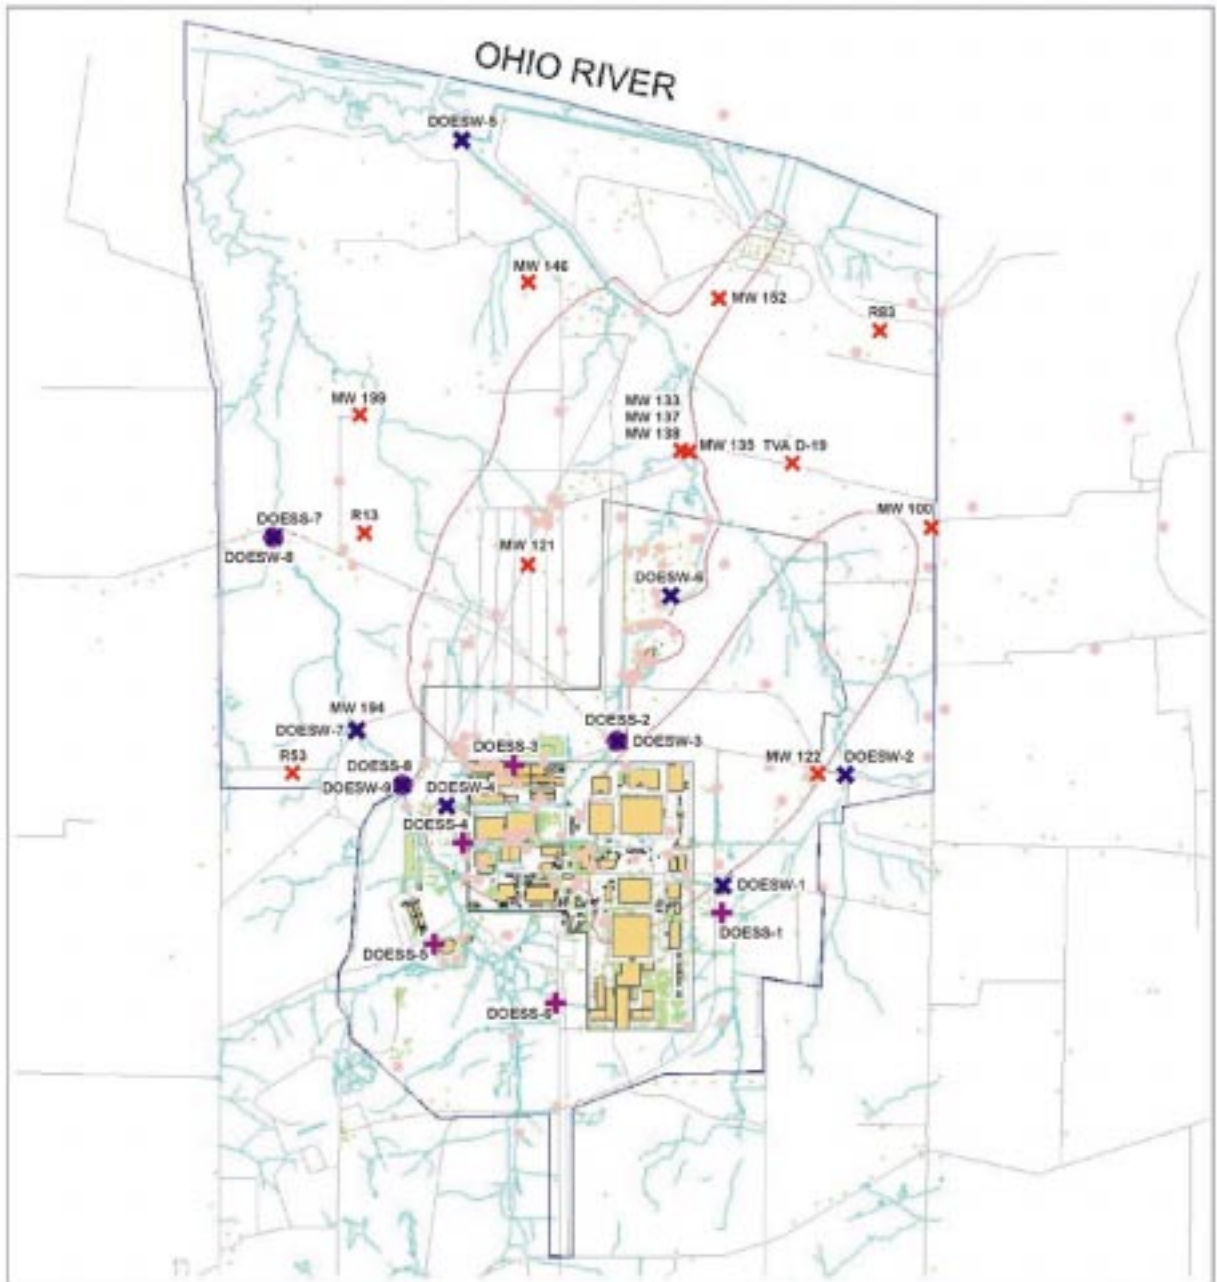 OHIO RIVER
DOESW-5
MW 146
MW 152
R83
MW 199
MW 133
MW 137
MW 138
MW 135
TVA D-19
MW 100
DOESS-7
DOESW-8
R13
MW 121
DOESW-6
MW 194
DOESW-7
R53
DOESS-8
DOESW-9
DOESS-2
DOESW-3
DOESS-3
MW 122
DOESW-2
DOESW-4
DOESS-4
DOESW-1
DOESS-1
DOESS-5
DOESS-6